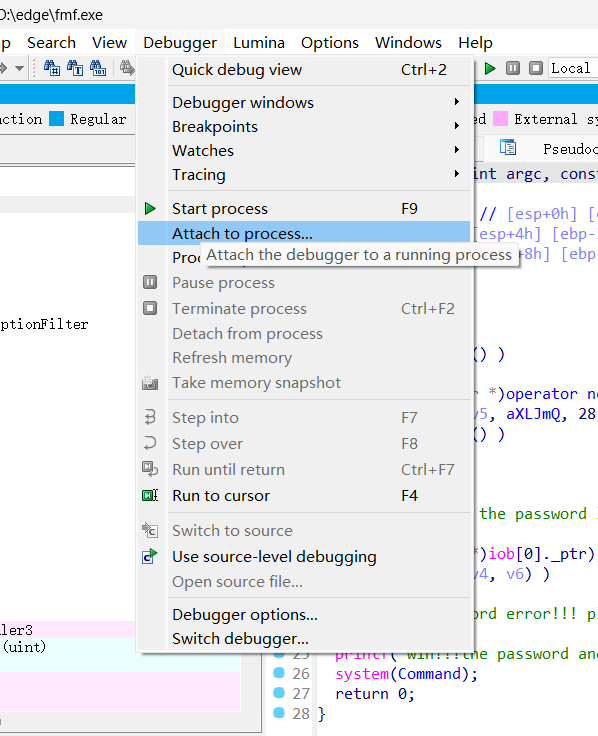 D:\edge\fmf.exe
p Search View Debugger Lumina Options Windows Help
Quick debug view Ctrl+2
Local
Debugger windows
nction Regular
ed External sy
Breakpoints
Watches
Pseudoc
Tracing
int argc, cons
Start process F9
// [esp+0h] [e
Attach to process...
[esp+4h] [ebp-
Attach the debugger to a running process
+8h] [ebp
Pause process
Terminate process Ctrl+F2
ptionFilter
Detach from process
Refresh memory
() )
Take memory snapshot
r *)operator ne
Step into F7
v5, aXLJmQ, 28
Step over F8
() )
Run until return Ctrl+F7
Run to cursor F4
the password
Switch to source
Use source-level debugging
*)iob[0]._ptr)
Open source file...
v4, v6) )
Debugger options...
rd error!!! p
ler3
Switch debugger...
(uint)
25 printf("win!!!the password an
26 system(Command);
27 return 0;
28 }